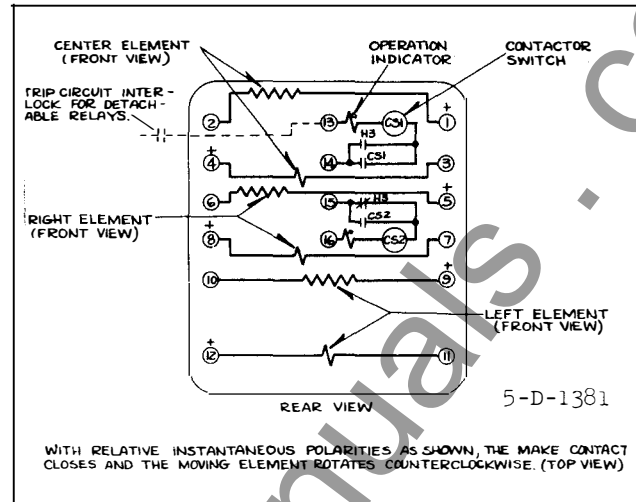 CENTER ELEMENT
(FRONT VIEW)
OPERATION
INDICATOR
CONTACTOR
SWITCH
TRIP CIRCUIT INTER-
LOCK FOR DETACH-
ABLE RELAYS.
2
13
CS1
+
1
H3
+
4
14
CS1
3
6
15
H3
+
5
CS2
RIGHT ELEMENT
(FRONT VIEW)
+
8
16
CS2
7
10
+
9
LEFT ELEMENT
(FRONT VIEW)
+
12
11
REAR VIEW
5-D-1381
WITH RELATIVE INSTANTANEOUS POLARITIES AS SHOWN, THE MAKE CONTACT
CLOSES AND THE MOVING ELEMENT ROTATES COUNTERCLOCKWISE. (TOP VIEW)